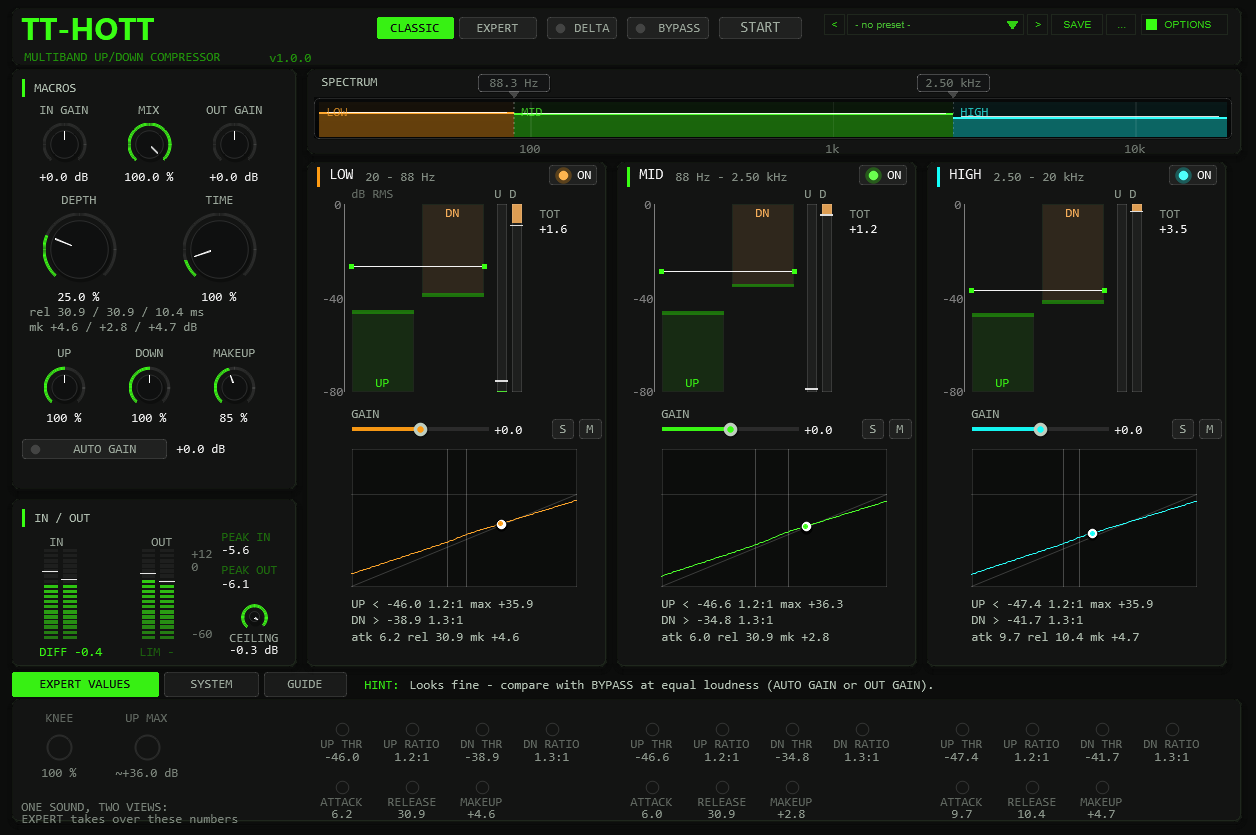 TT-HOTT
MULTIBAND UP/DOWN COMPRESSOR v1.0.0
CLASSIC EXPERT DELTA BYPASS START
< - no preset - > SAVE ... OPTIONS
MACROS
IN GAIN MIX OUT GAIN
+0.0 dB 100.0 % +0.0 dB
DEPTH TIME
25.0 % 100 %
rel 30.9 / 30.9 / 10.4 ms
mk +4.6 / +2.8 / +4.7 dB
UP DOWN MAKEUP
100 % 100 % 85 %
AUTO GAIN +0.0 dB
IN / OUT
IN OUT
+12
0
-60
PEAK IN
-5.6
PEAK OUT
-6.1
CEILING
-0.3 dB
DIFF -0.4 LIM -
SPECTRUM 88.3 Hz 2.50 kHz
LOW MID HIGH
100 1k 10k
LOW 20 - 88 Hz ON
dB RMS U D
0 DN TOT
+1.6
-40
-80 UP
GAIN
+0.0 S M
UP < -46.0 1.2:1 max +35.9
DN > -38.9 1.3:1
atk 6.2 rel 30.9 mk +4.6
MID 88 Hz - 2.50 kHz ON
U D
0 DN TOT
+1.2
-40
-80 UP
GAIN
+0.0 S M
UP < -46.6 1.2:1 max +36.3
DN > -34.8 1.3:1
atk 6.0 rel 30.9 mk +2.8
HIGH 2.50 - 20 kHz ON
U D
0 DN TOT
+3.5
-40
-80 UP
GAIN
+0.0 S M
UP < -47.4 1.2:1 max +35.9
DN > -41.7 1.3:1
atk 9.7 rel 10.4 mk +4.7
EXPERT VALUES SYSTEM GUIDE HINT: Looks fine - compare with BYPASS at equal loudness (AUTO GAIN or OUT GAIN).
KNEE UP MAX
100 % ~+36.0 dB
ONE SOUND, TWO VIEWS:
EXPERT takes over these numbers
UP THR UP RATIO DN THR DN RATIO
-46.0 1.2:1 -38.9 1.3:1
ATTACK RELEASE MAKEUP
6.2 30.9 +4.6
UP THR UP RATIO DN THR DN RATIO
-46.6 1.2:1 -34.8 1.3:1
ATTACK RELEASE MAKEUP
6.0 30.9 +2.8
UP THR UP RATIO DN THR DN RATIO
-47.4 1.2:1 -41.7 1.3:1
ATTACK RELEASE MAKEUP
9.7 10.4 +4.7